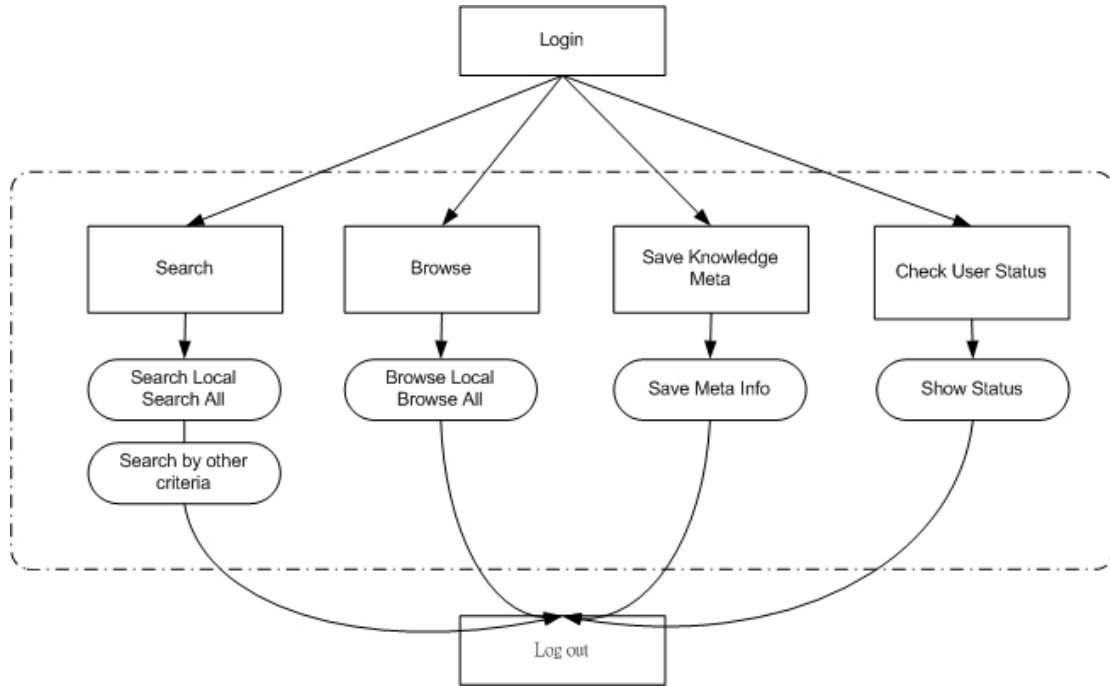 Login
Search
Browse
Save Knowledge
Meta
Check User Status
Search Local
Search All
Browse Local
Browse All
Save Meta Info
Show Status
Search by other
criteria
Log out